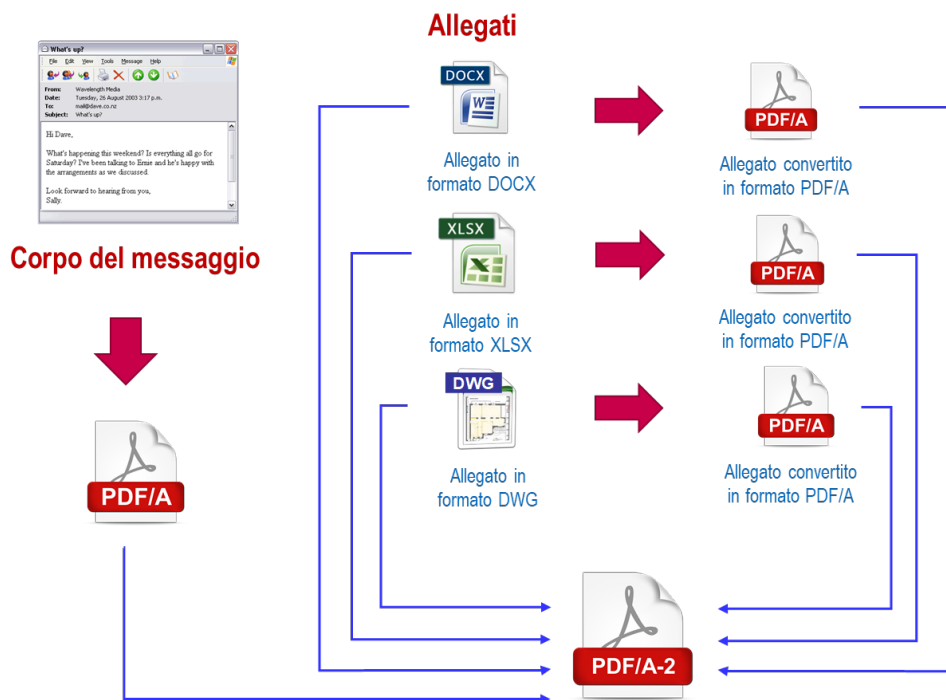 Allegati
What's up?
File Edit View Tools Message Help
From: Wavelength Media
Date: Tuesday, 26 August 2003 3:17 p.m.
To: mail@dave.co.nz
Subject: What's up?
Hi Dave,
What's happening this weekend? Is everything all go for
Saturday? I've been talking to Ernie and he's happy with
the arrangements as we discussed.
Look forward to hearing from you,
Sally.
Corpo del messaggio
PDF/A
DOCX
W
Allegato in
formato DOCX
PDF/A
Allegato convertito
in formato PDF/A
XLSX
X
Allegato in
formato XLSX
PDF/A
Allegato convertito
in formato PDF/A
DWG
Allegato in
formato DWG
PDF/A
Allegato convertito
in formato PDF/A
PDF/A-2